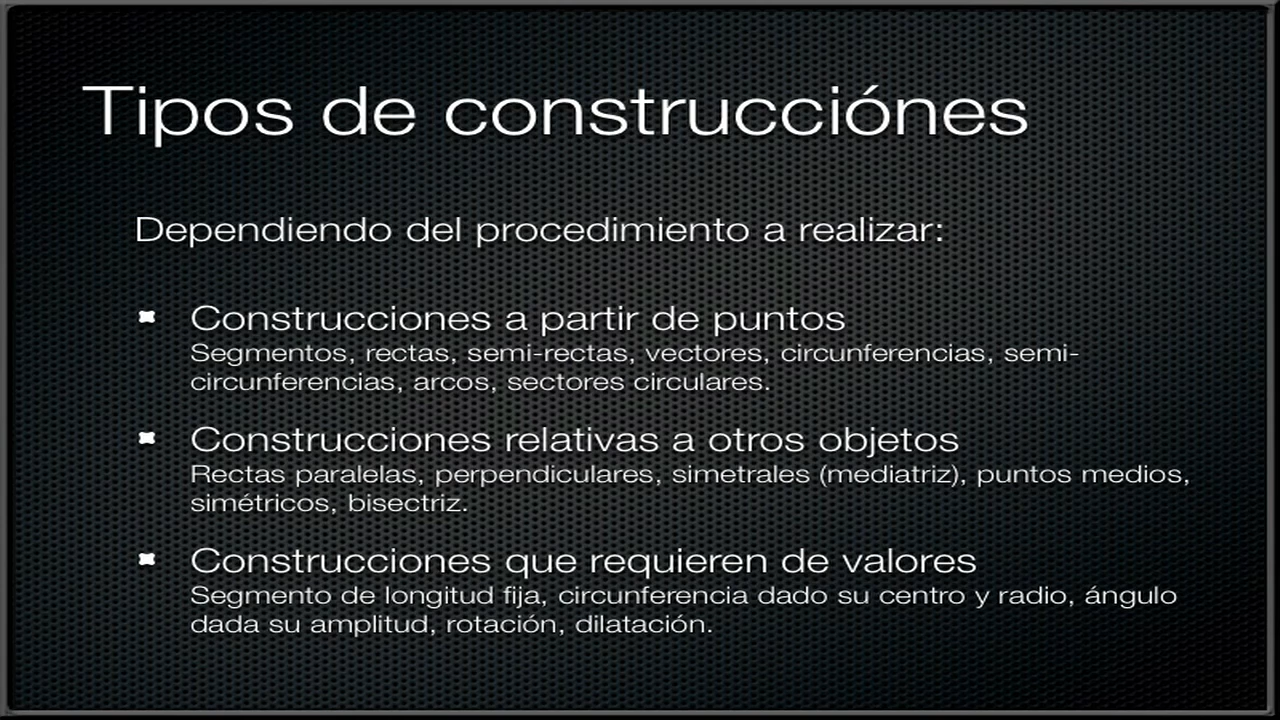 Tipos de construcciónes
Dependiendo del procedimiento a realizar:
Construcciones a partir de puntos
Segmentos, rectas, semi-rectas, vectores, circunferencias, semi-
circunferencias, arcos, sectores circulares.
Construcciones relativas a otros objetos
Rectas paralelas, perpendiculares, simetrales (mediatriz), puntos medios,
simétricos, bisectriz.
Construcciones que requieren de valores
Segmento de longitud fija, circunferencia dado su centro y radio, ángulo
dada su amplitud, rotación, dilatación.